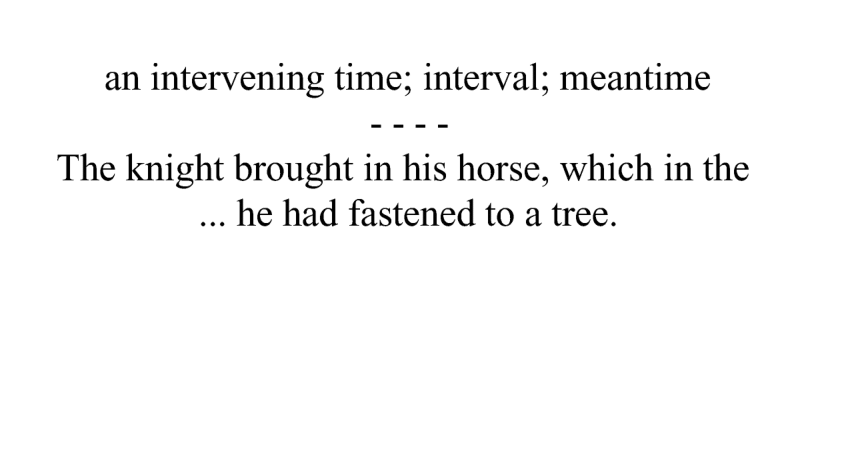 an intervening time; interval; meantime
- - - -
The knight brought in his horse, which in the
... he had fastened to a tree.